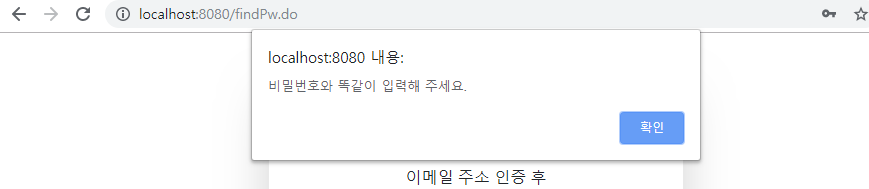 localhost:8080/findPw.do
localhost:8080 내용:
비밀번호와 똑같이 입력해 주세요.
확인
이메일 주소 인증 후